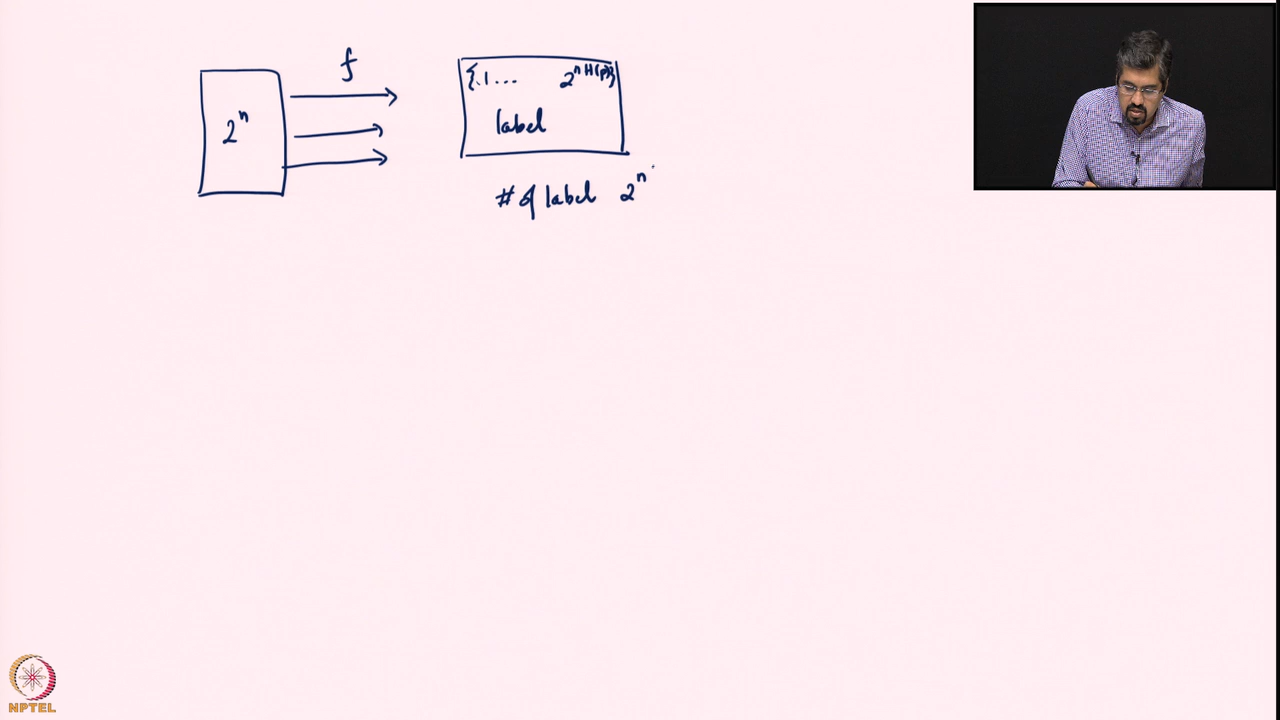 f
2^n
{.1... 2^{nH(p)}}
label
# of label 2^n
NPTEL